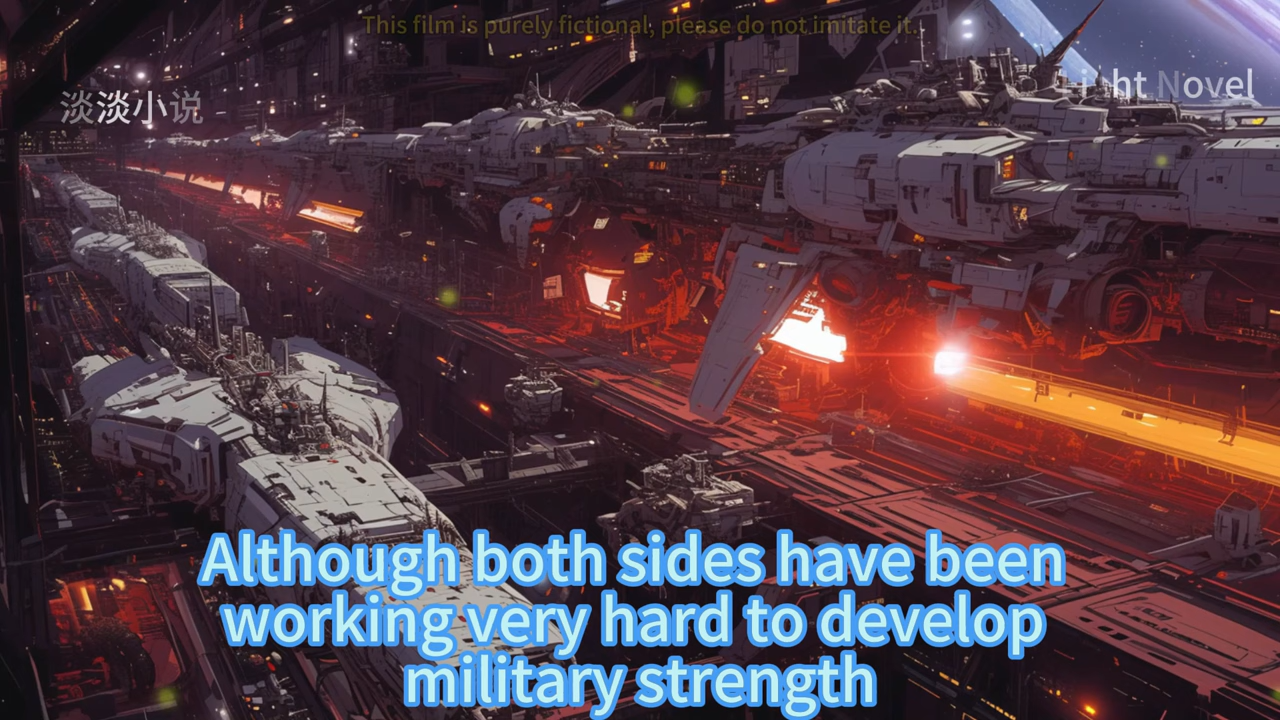 This film is purely fictional, please do not imitate it.
淡淡小说
ight Novel
Although both sides have been
working very hard to develop
military strength